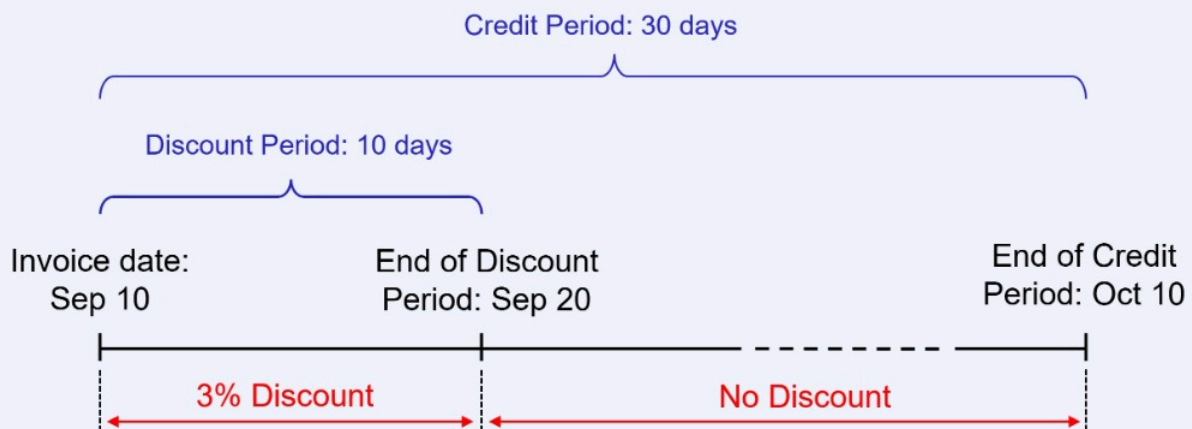 Credit Period: 30 days
Discount Period: 10 days
Invoice date:
Sep 10
End of Discount
Period: Sep 20
End of Credit
Period: Oct 10
3% Discount
No Discount